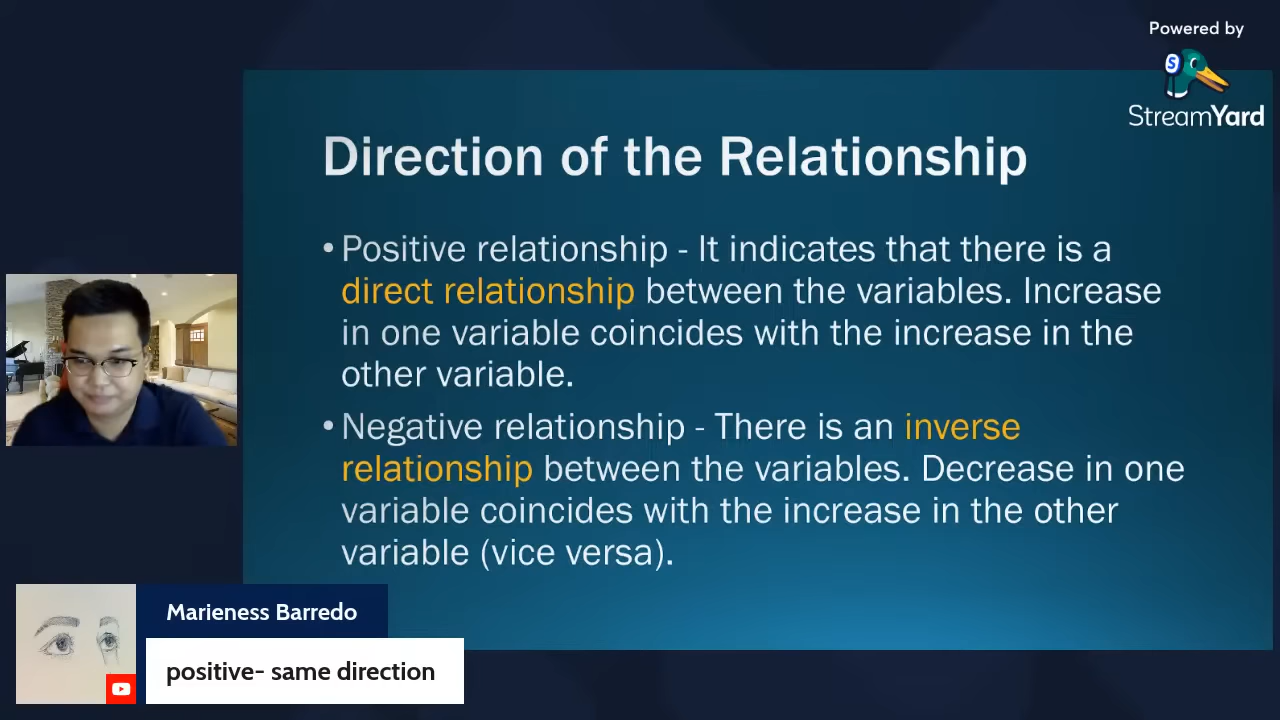 Powered by
S
StreamYard
Direction of the Relationship
• Positive relationship - It indicates that there is a
direct relationship between the variables. Increase
in one variable coincides with the increase in the
other variable.
• Negative relationship - There is an inverse
relationship between the variables. Decrease in one
variable coincides with the increase in the other
variable (vice versa).
Marieness Barredo
positive- same direction